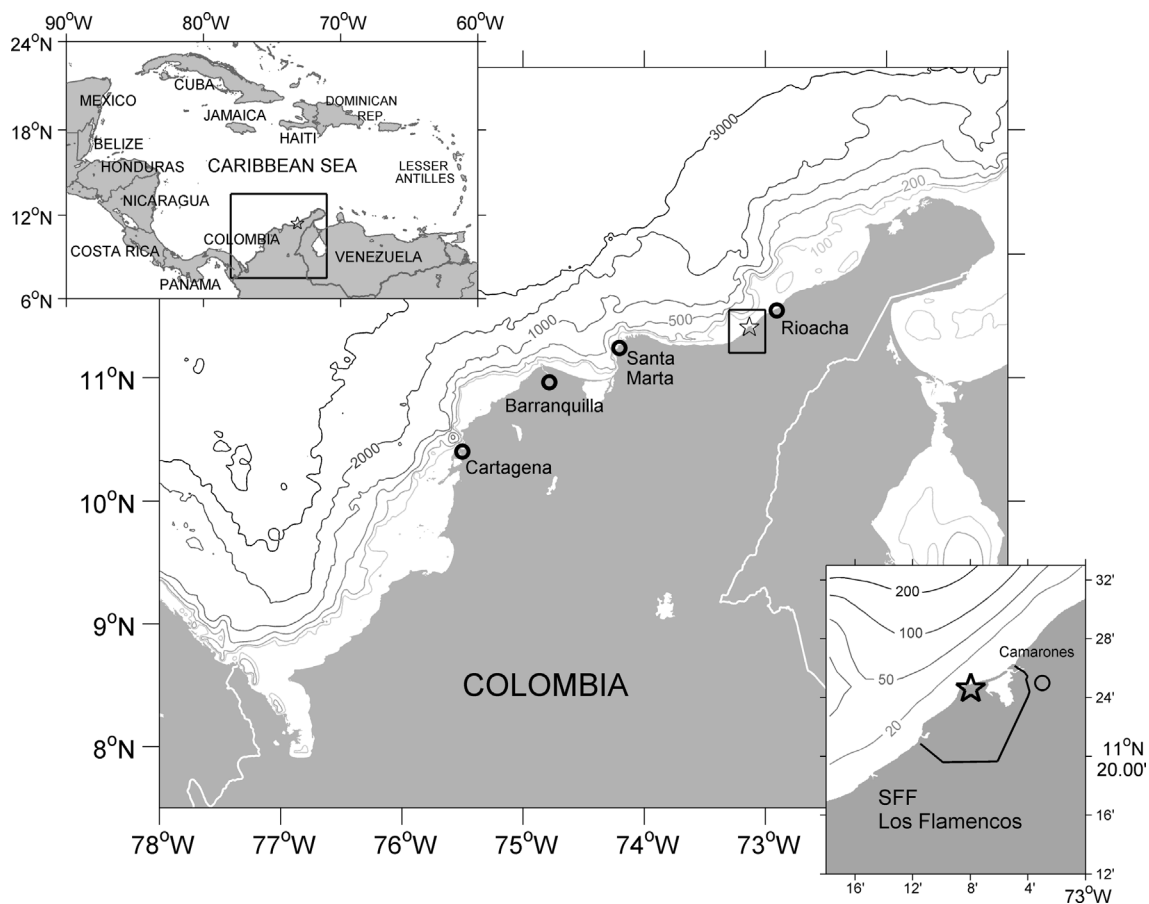 90°W
80°W
70°W
60°W
24°N
18°N
12°N
6°N
MEXICO
CUBA
DOMINICAN
REP.
JAMAICA
HAITI
BELIZE
HONDURAS
CARIBBEAN SEA
LESSER
ANTILLES
NICARAGUA
COLOMBIA
COSTA RICA
VENEZUELA
PANAMA
3000
200
100
1000
500
2000
Rioacha
Santa
Marta
Barranquilla
Cartagena
COLOMBIA
11°N
10°N
9°N
8°N
78°W
77°W
76°W
75°W
74°W
73°W
200
100
50
20
Camarones
SFF
Los Flamencos
32'
28'
24'
11°N
20.00'
16'
12'
16'
12'
8'
4'
73°W